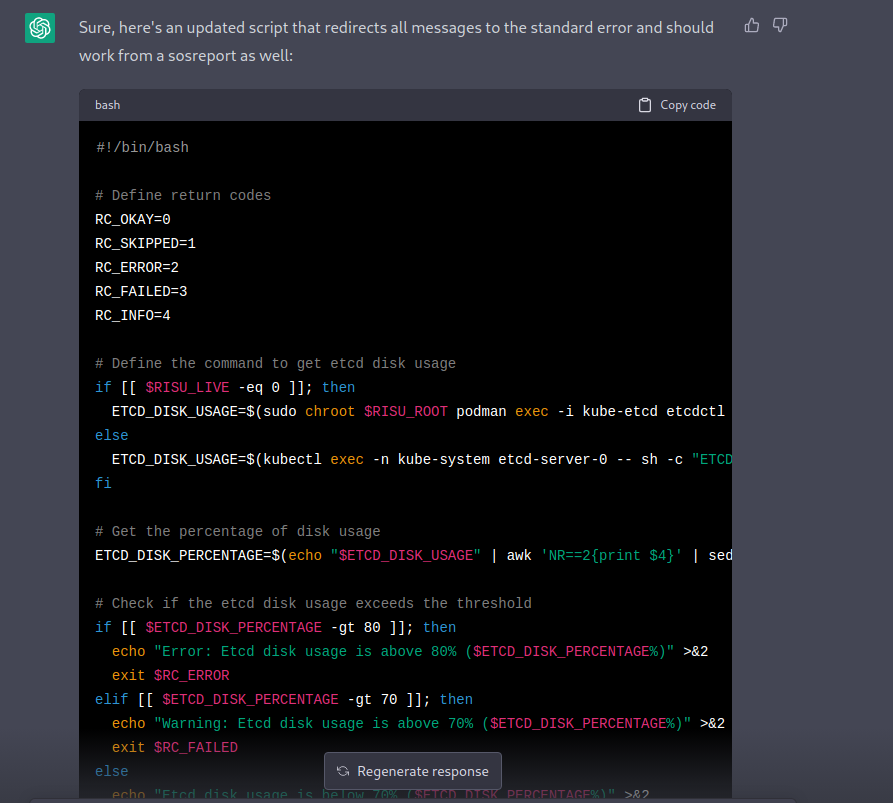 Sure, here's an updated script that redirects all messages to the standard error and should
work from a sosreport as well:
bash
Copy code
#!/bin/bash
# Define return codes
RC_OKAY=0
RC_SKIPPED=1
RC_ERROR=2
RC_FAILED=3
RC_INFO=4
# Define the command to get etcd disk usage
if [[ $RISU_LIVE -eq 0 ]]; then
  ETCD_DISK_USAGE=$(sudo chroot $RISU_ROOT podman exec -i kube-etcd etcdctl
else
  ETCD_DISK_USAGE=$(kubectl exec -n kube-system etcd-server-0 -- sh -c "ETCD
fi
# Get the percentage of disk usage
ETCD_DISK_PERCENTAGE=$(echo "$ETCD_DISK_USAGE" | awk 'NR==2{print $4}' | sed
# Check if the etcd disk usage exceeds the threshold
if [[ $ETCD_DISK_PERCENTAGE -gt 80 ]]; then
  echo "Error: Etcd disk usage is above 80% ($ETCD_DISK_PERCENTAGE%)" >&2
  exit $RC_ERROR
elif [[ $ETCD_DISK_PERCENTAGE -gt 70 ]]; then
  echo "Warning: Etcd disk usage is above 70% ($ETCD_DISK_PERCENTAGE%)" >&2
  exit $RC_FAILED
else
Regenerate response
  echo "Etcd disk usage is below 70% ($ETCD_DISK_PERCENTAGE%)" >&2